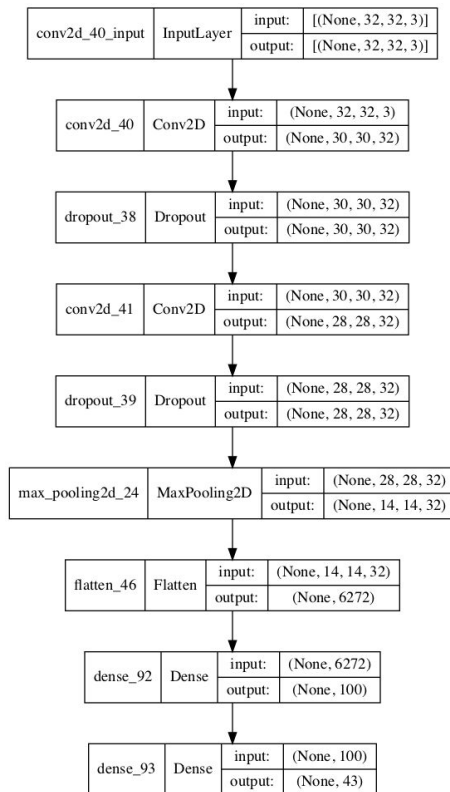 conv2d_40_input InputLayer input: [(None, 32, 32, 3)]
output: [(None, 32, 32, 3)]
conv2d_40 Conv2D input: (None, 32, 32, 3)
output: (None, 30, 30, 32)
dropout_38 Dropout input: (None, 30, 30, 32)
output: (None, 30, 30, 32)
conv2d_41 Conv2D input: (None, 30, 30, 32)
output: (None, 28, 28, 32)
dropout_39 Dropout input: (None, 28, 28, 32)
output: (None, 28, 28, 32)
max_pooling2d_24 MaxPooling2D input: (None, 28, 28, 32)
output: (None, 14, 14, 32)
flatten_46 Flatten input: (None, 14, 14, 32)
output: (None, 6272)
dense_92 Dense input: (None, 6272)
output: (None, 100)
dense_93 Dense input: (None, 100)
output: (None, 43)